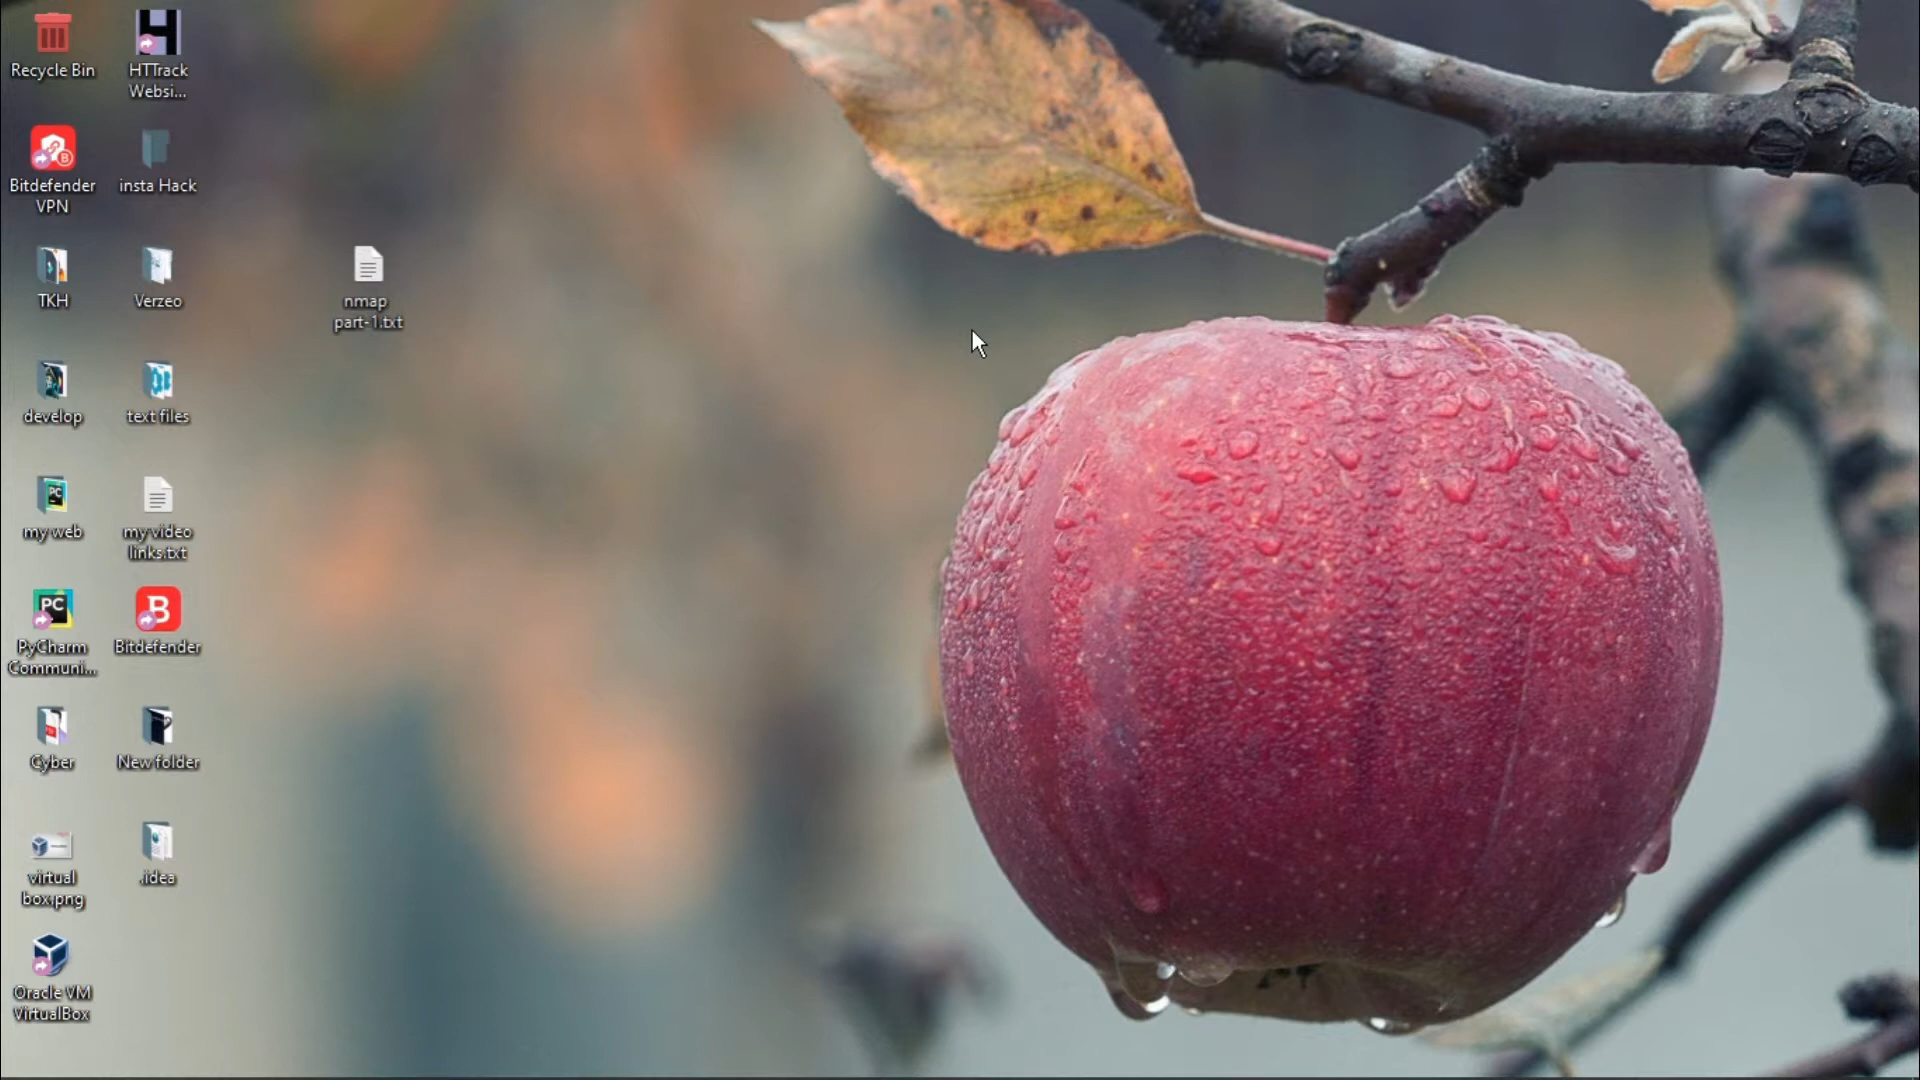 Recycle Bin
HTTrack
Websi...
Bitdefender
VPN
insta Hack
TKH
Verzeo
nmap
part-1.txt
develop
text files
my web
my video
links.txt
PyCharm
Communi...
Bitdefender
Cyber
New folder
virtual
box.png
.idea
Oracle VM
VirtualBox